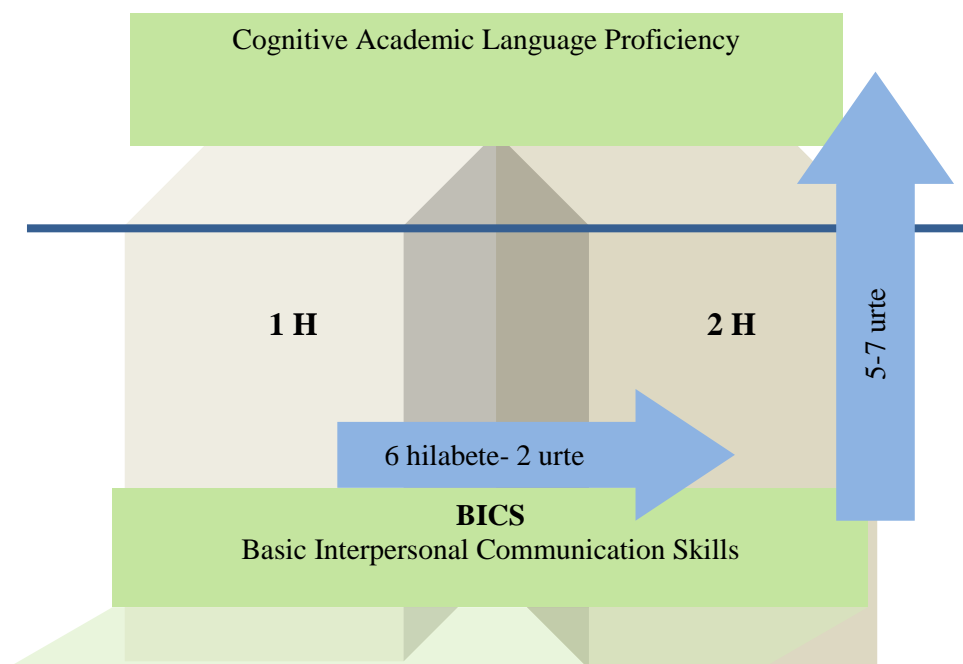 Cognitive Academic Language Proficiency
1 H
2 H
5-7 urte
6 hilabete- 2 urte
BICS
Basic Interpersonal Communication Skills